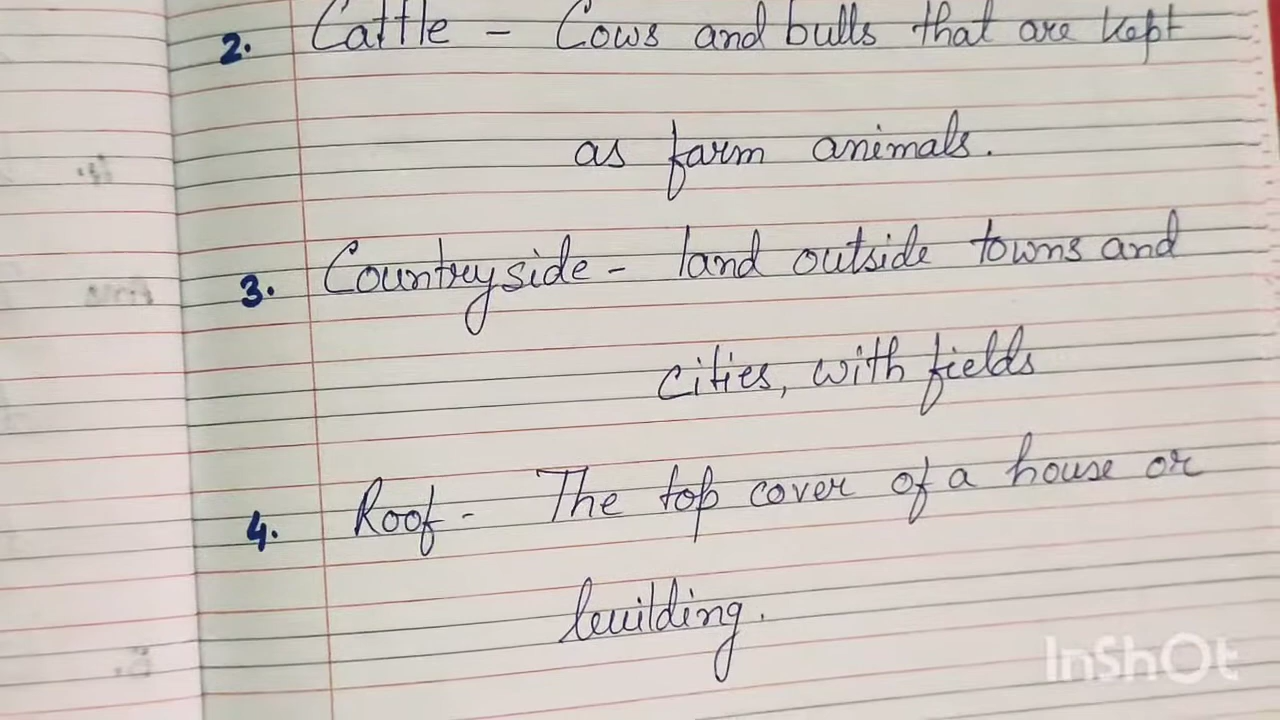 2. Cattle - Cows and bulls that are kept
as farm animals.
3. Countryside - land outside towns and
cities, with fields
4. Roof - The top cover of a house or
building.
InShOt